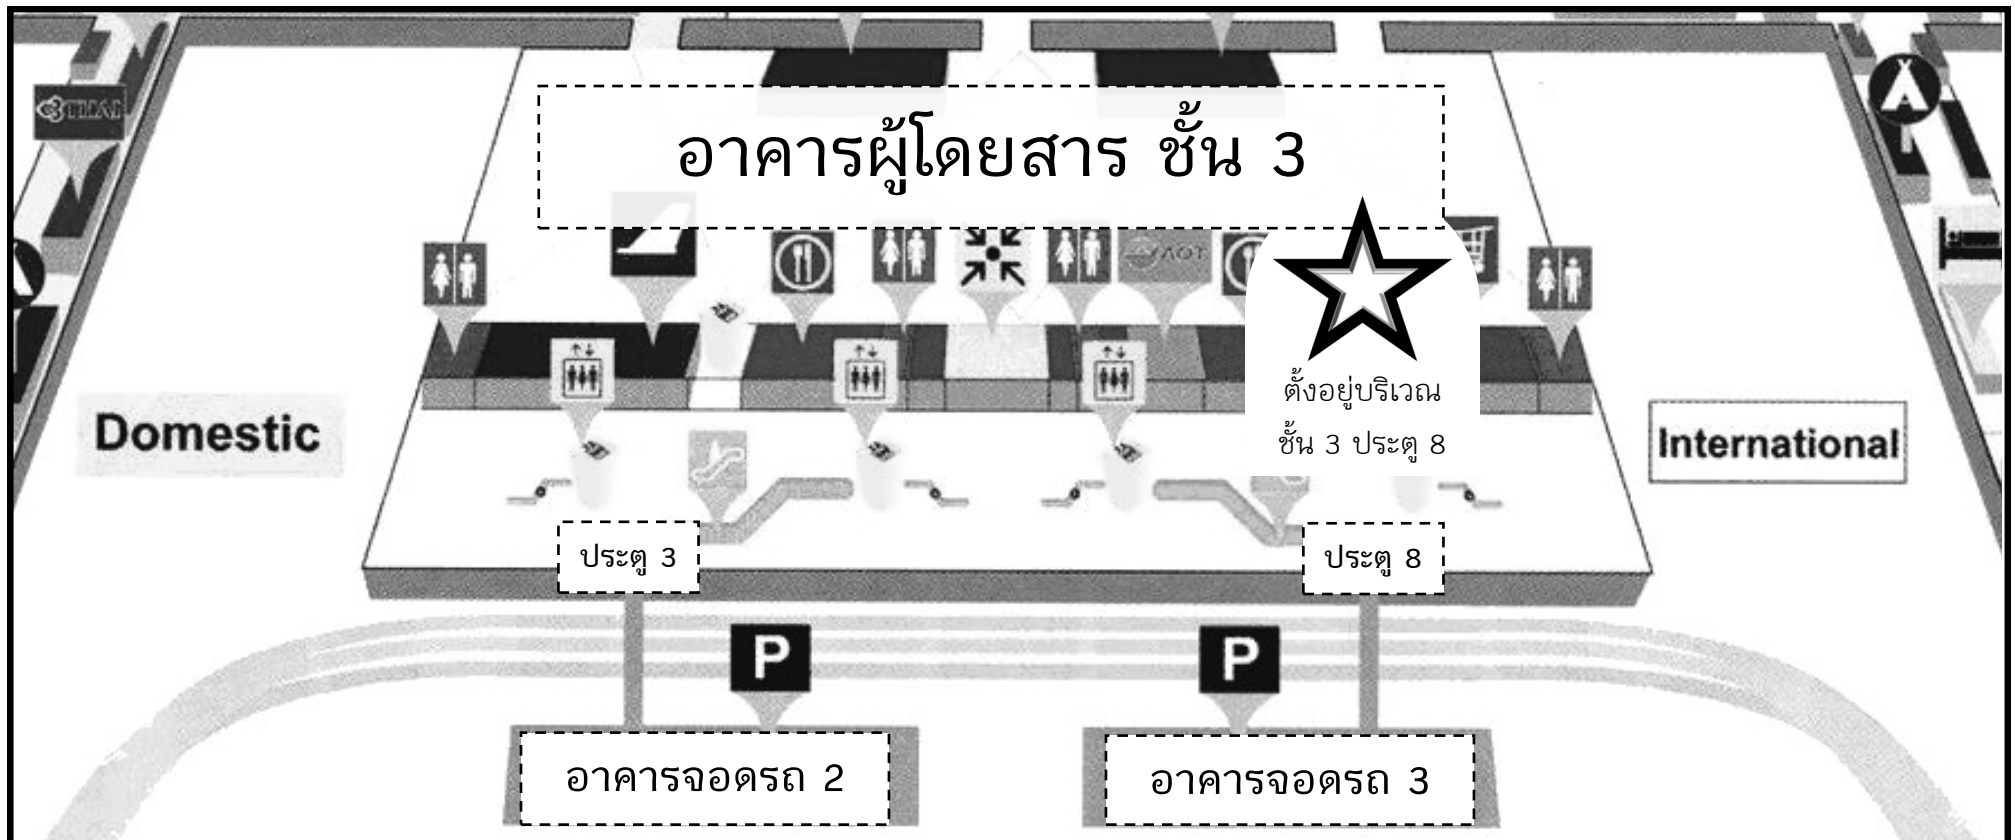 อาคารผู้โดยสาร ชั้น 3
THAI
AOT
ตั้งอยู่บริเวณ
ชั้น 3 ประตู 8
Domestic
International
ประตู 3
ประตู 8
P
P
อาคารจอดรถ 2
อาคารจอดรถ 3